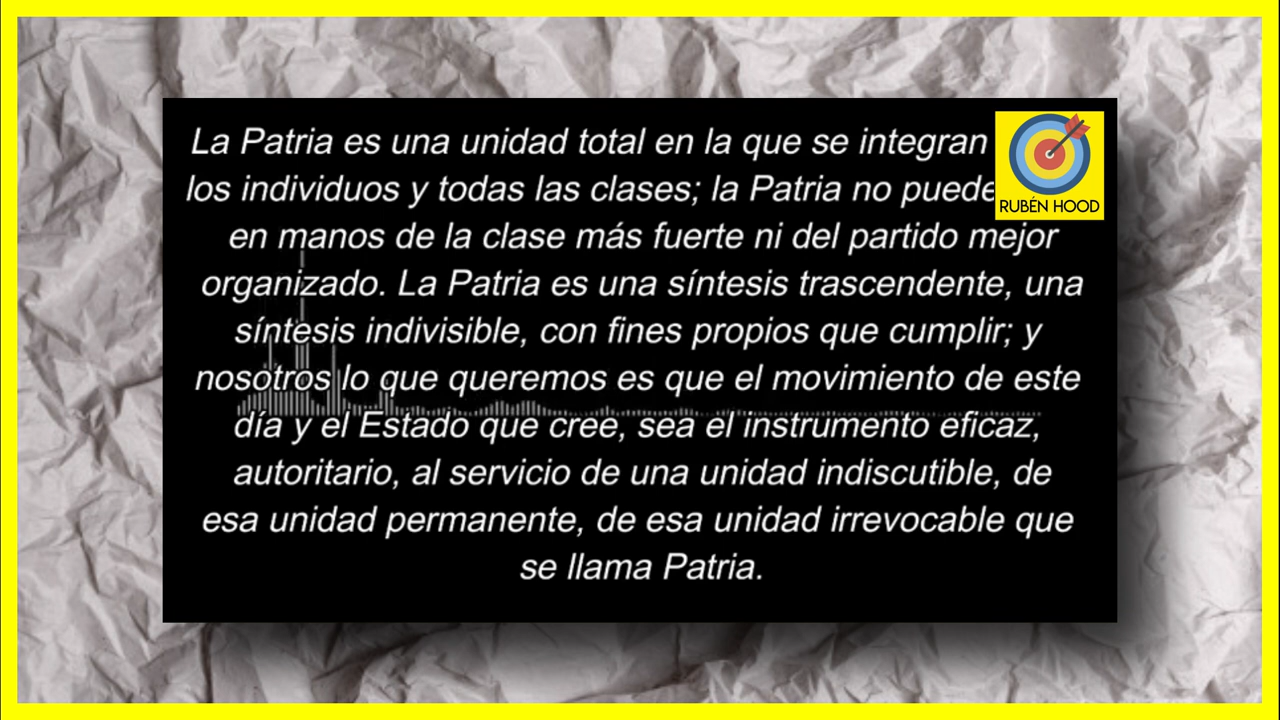 La Patria es una unidad total en la que se integran
los individuos y todas las clases; la Patria no puede
en manos de la clase más fuerte ni del partido mejor
organizado. La Patria es una síntesis trascendente, una
síntesis indivisible, con fines propios que cumplir; y
nosotros lo que queremos es que el movimiento de este
día y el Estado que cree, sea el instrumento eficaz,
autoritario, al servicio de una unidad indiscutible, de
esa unidad permanente, de esa unidad irrevocable que
se llama Patria.
RUBÉN HOOD